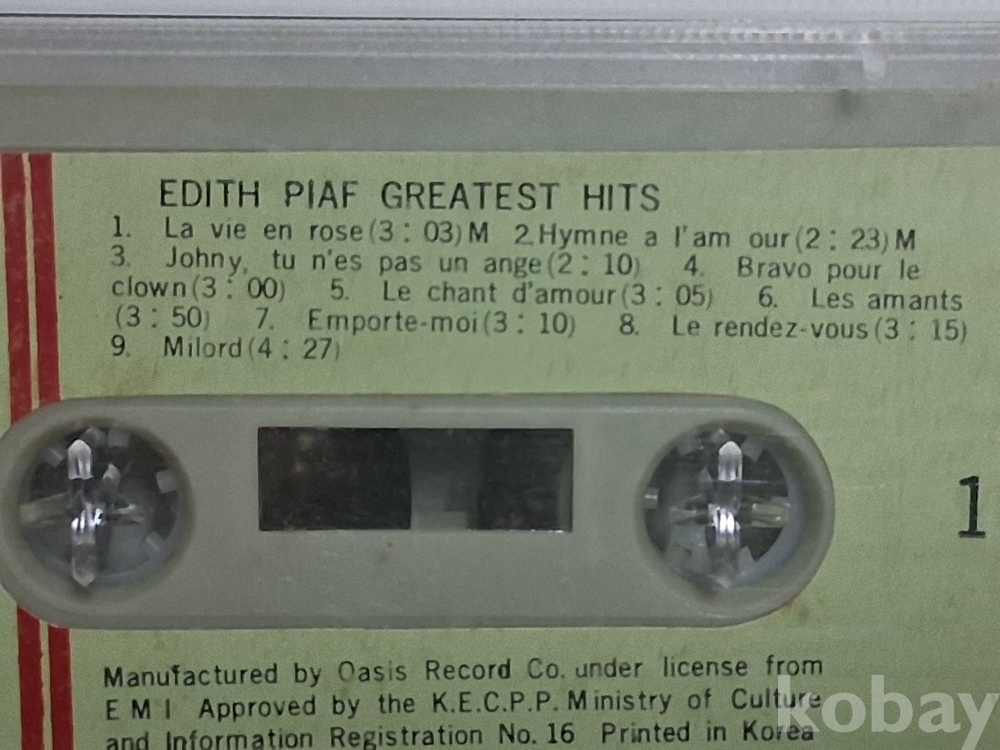 EDITH PIAF GREATEST HITS
1. La vie en rose(3 : 03)M 2.Hymne a l'am our(2 : 23)M
3. Johny, tu n'es pas un ange(2 : 10) 4. Bravo pour le
clown(3 : 00) 5. Le chant d'amour(3 : 05) 6. Les amants
(3 : 50) 7. Emporte-moi(3 : 10) 8. Le rendez-vous(3 : 15)
9. Milord(4 : 27)
1
Manufactured by Oasis Record Co. under license from
E M I Approved by the K.E.C.P.P. Ministry of Culture
and Information Registration No. 16 Printed in Korea
kobay